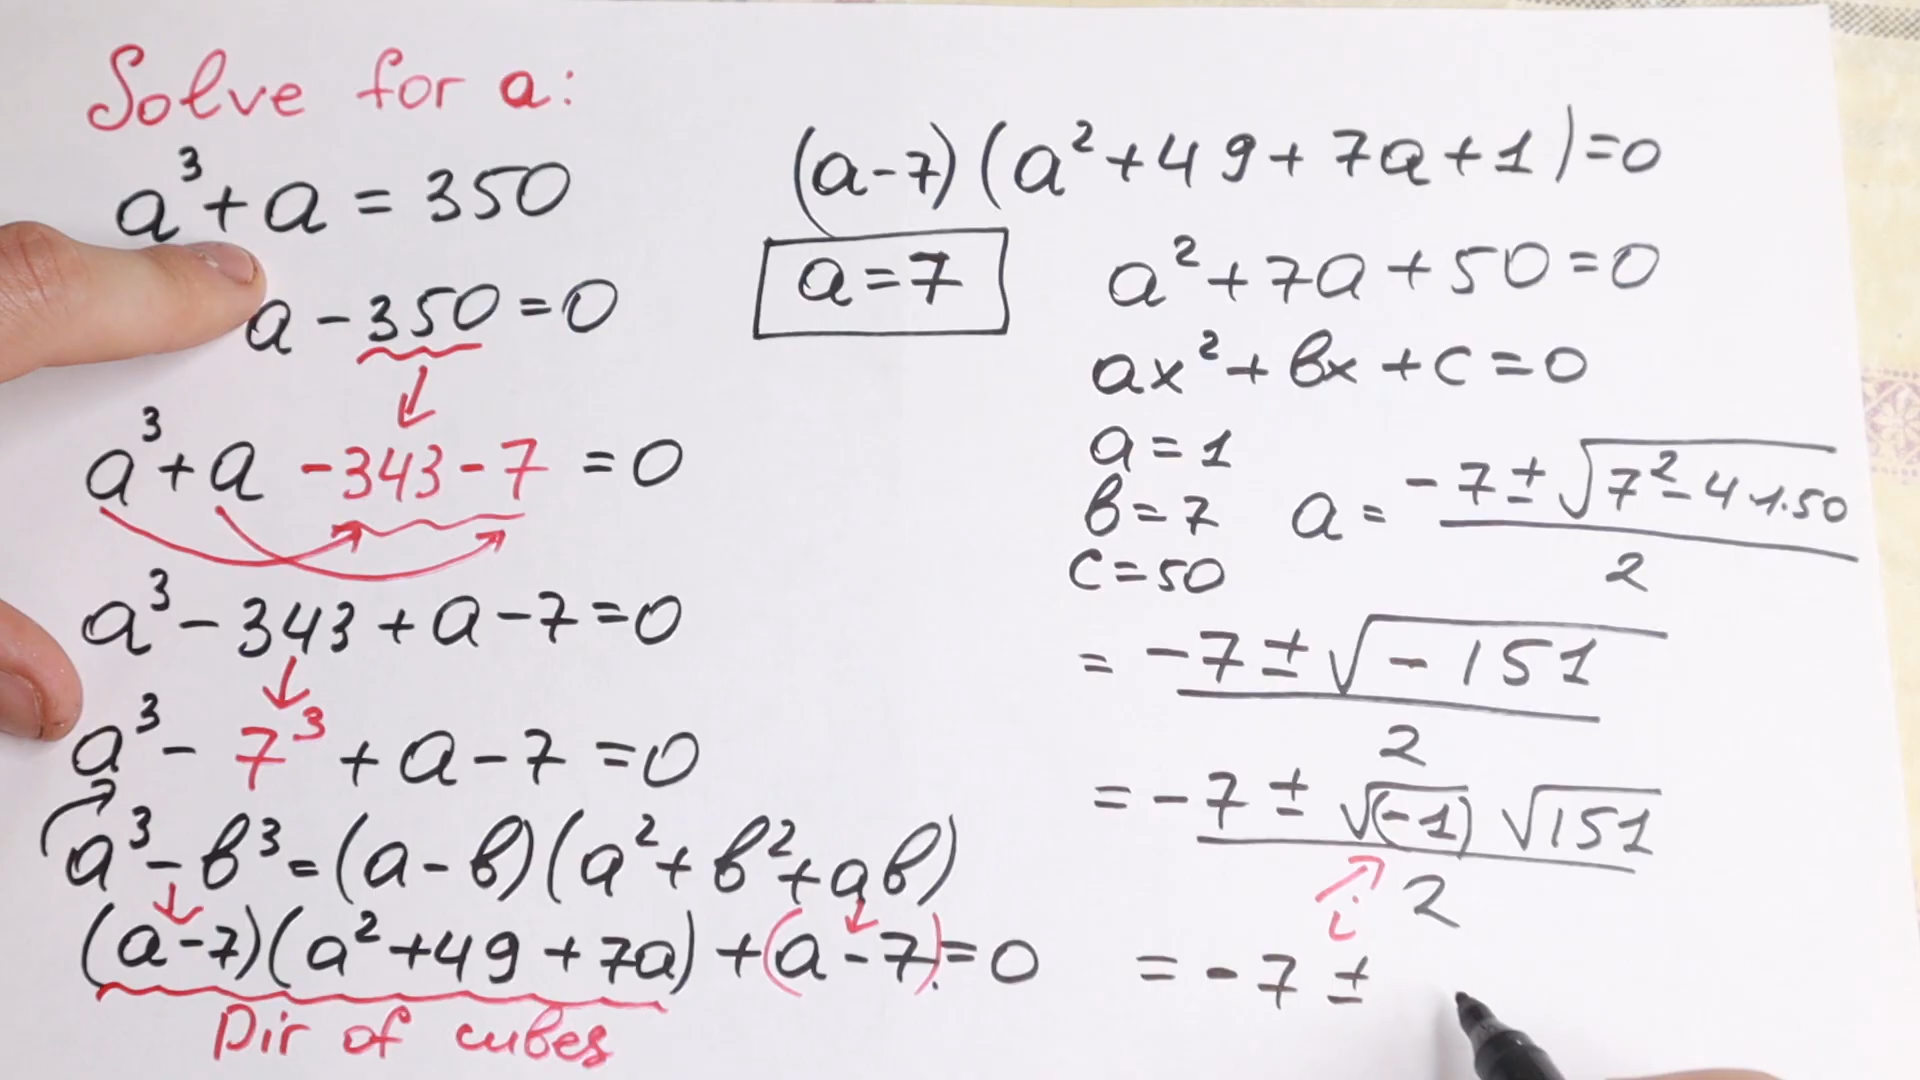 Solve for a:
a³+a=350
a-350=0
a³+a-343-7=0
a³-343+a-7=0
a³-7³+a-7=0
a³-b³=(a-b)(a²+b²+ab)
(a-7)(a²+49+7a)+(a-7)=0
Dir of cubes
(a-7)(a²+49+7a+1)=0
a=7
a²+7a+50=0
ax²+bx+c=0
a=1
b=7
c=50
a=(-7±√(7²-4·1·50))/2
=(-7±√(-151))/2
=(-7±√(-1)√151)/2
i
=-7±